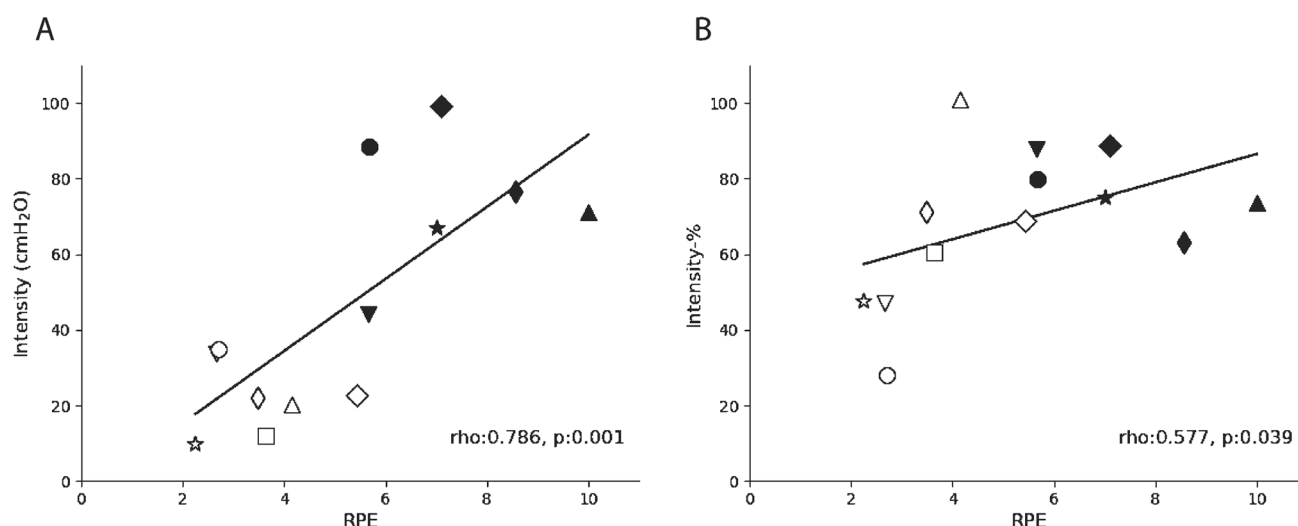 A
Intensity (cmH₂O)
100
80
60
40
20
0
0 2 4 6 8 10
RPE
rho:0.786, p:0.001
B
Intensity-%
100
80
60
40
20
0
0 2 4 6 8 10
RPE
rho:0.577, p:0.039